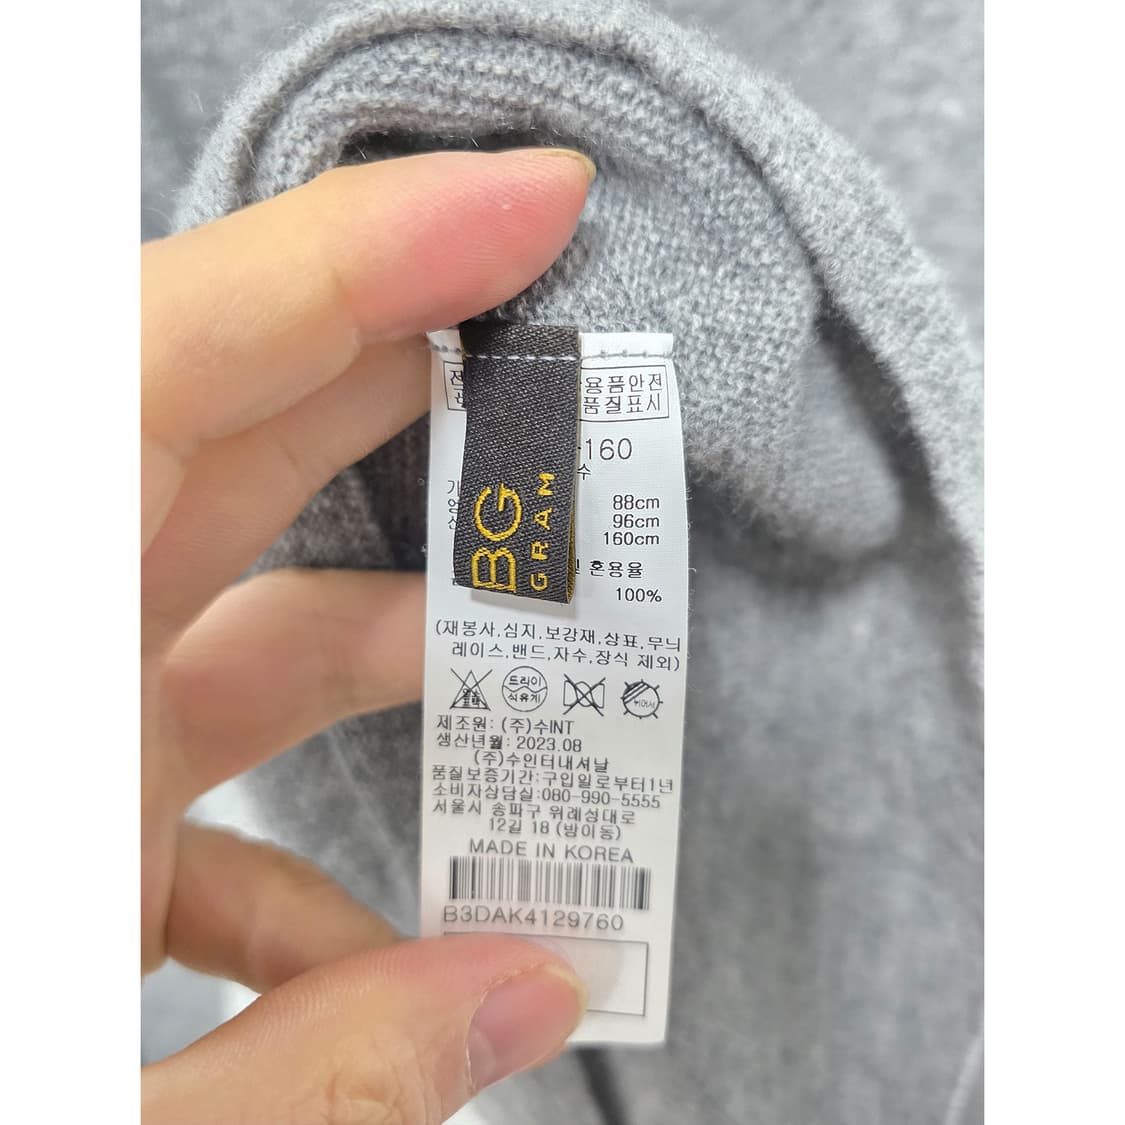 용품안전
품질표시
-160
수
88cm
96cm
160cm
혼용율
100%
BG
GRAM
(재봉사,심지,보강재,상표,무늬
레이스,밴드,자수,장식 제외)
드라이
석유계
뉘어서
제조원: (주)수INT
생산년월: 2023.08
(주)수인터내셔날
품질보증기간:구입일로부터1년
소비자상담실:080-990-5555
서울시 송파구 위례성대로
12길 18 (방이동)
MADE IN KOREA
B3DAK4129760